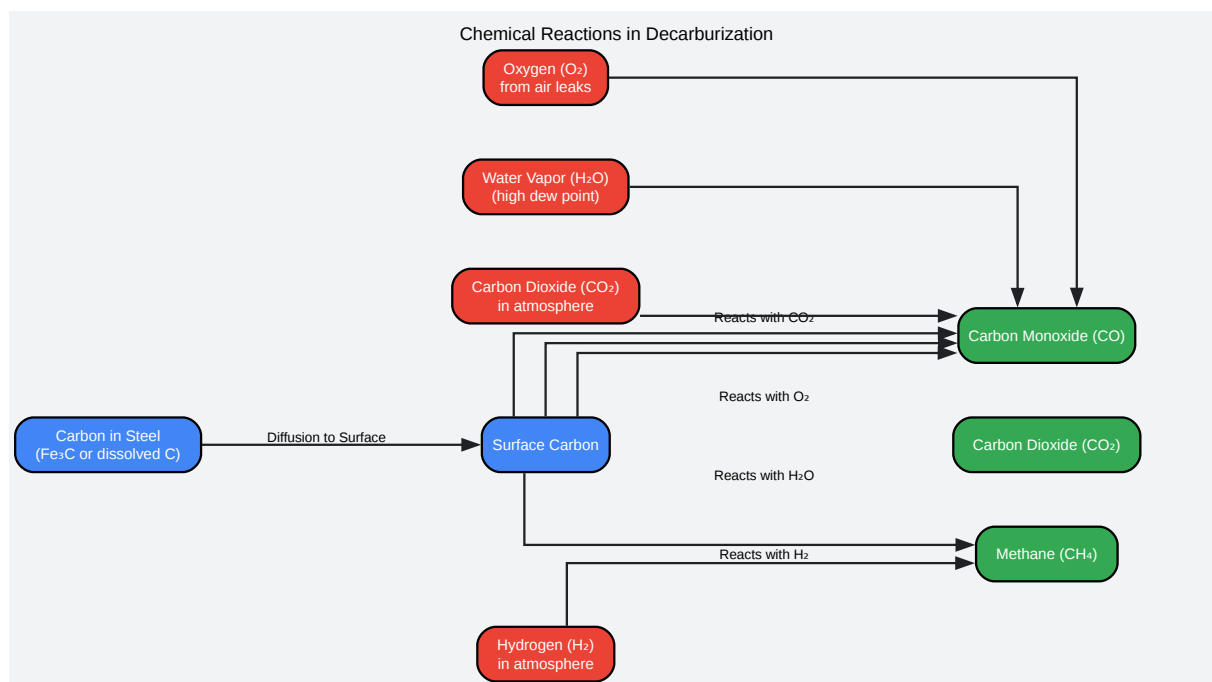 Chemical Reactions in Decarburization
Oxygen (O₂)
from air leaks
Water Vapor (H₂O)
(high dew point)
Carbon Dioxide (CO₂)
in atmosphere
Reacts with CO₂
Carbon Monoxide (CO)
Reacts with O₂
Carbon in Steel
(Fe₃C or dissolved C)
Diffusion to Surface
Surface Carbon
Carbon Dioxide (CO₂)
Reacts with H₂O
Reacts with H₂
Methane (CH₄)
Hydrogen (H₂)
in atmosphere